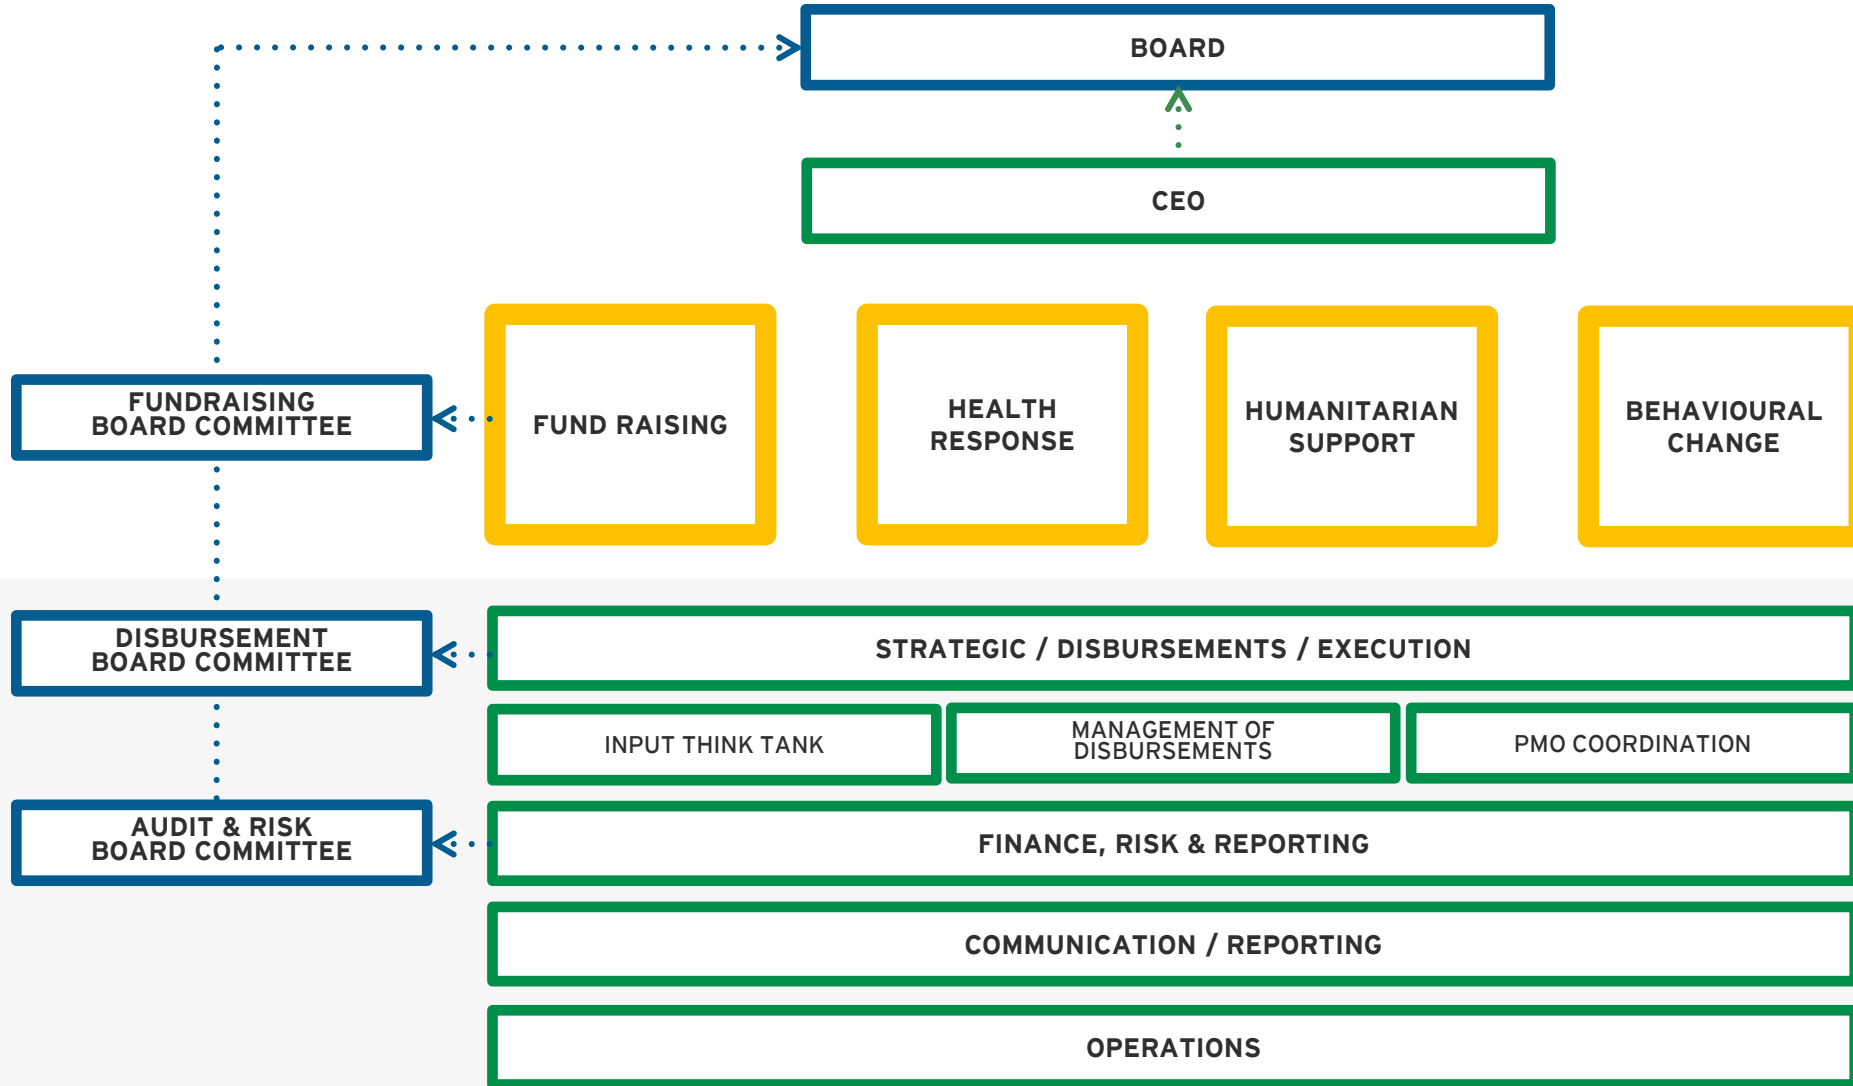 BOARD
CEO
FUNDRAISING
BOARD COMMITTEE
FUND RAISING
HEALTH
RESPONSE
HUMANITARIAN
SUPPORT
BEHAVIOURAL
CHANGE
DISBURSEMENT
BOARD COMMITTEE
STRATEGIC / DISBURSEMENTS / EXECUTION
INPUT THINK TANK
MANAGEMENT OF
DISBURSEMENTS
PMO COORDINATION
AUDIT & RISK
BOARD COMMITTEE
FINANCE, RISK & REPORTING
COMMUNICATION / REPORTING
OPERATIONS